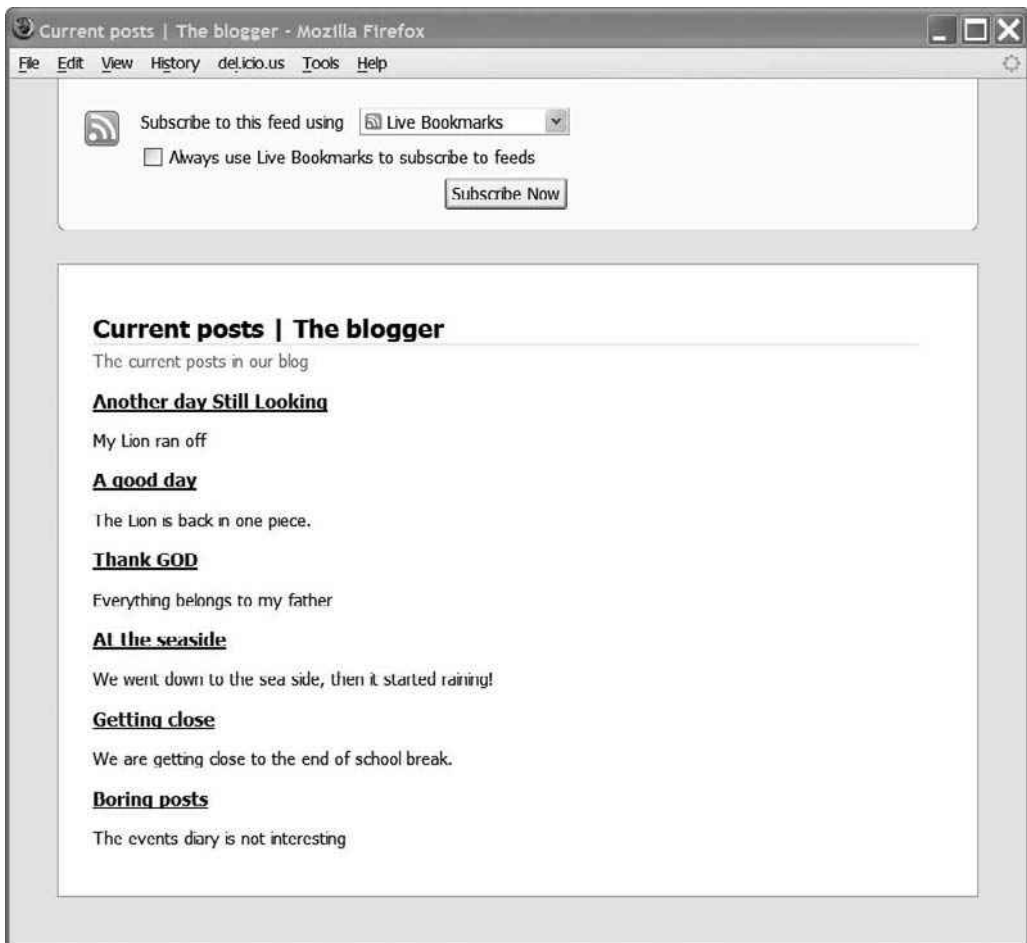 Current posts | The blogger - Mozilla Firefox
File Edit View History del.icio.us Tools Help
Subscribe to this feed using Live Bookmarks
Always use Live Bookmarks to subscribe to feeds
Subscribe Now
Current posts | The blogger
The current posts in our blog
Another day Still Looking
My Lion ran off
A good day
The Lion is back in one piece.
Thank GOD
Everything belongs to my father
At the seaside
We went down to the sea side, then it started raining!
Getting close
We are getting close to the end of school break.
Boring posts
The events diary is not interesting